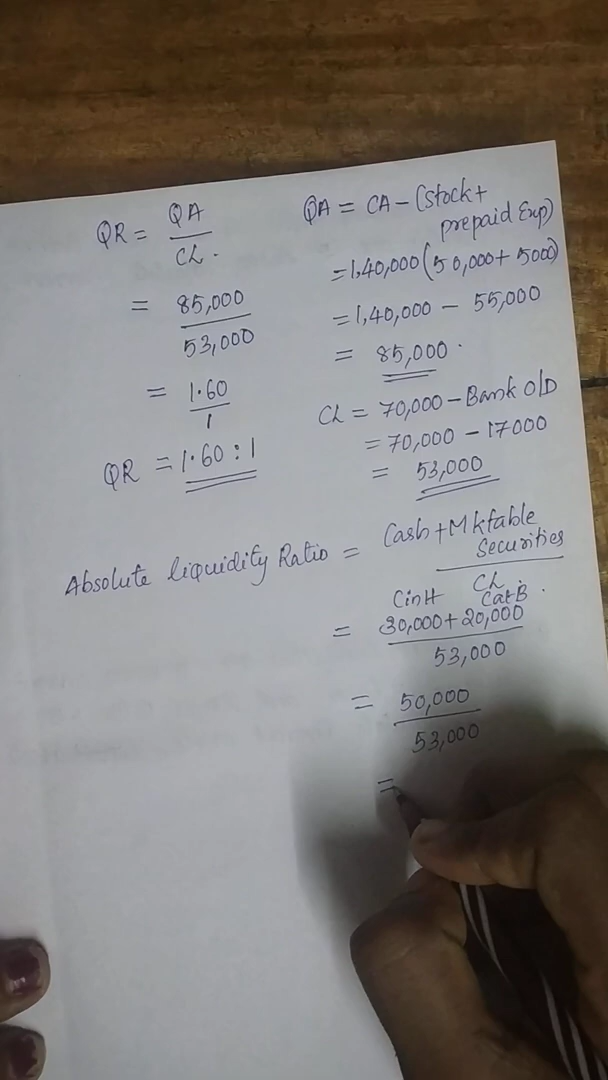 QR = QA / CL.
= 85,000 / 53,000
= 1.60 / 1
QR = 1.60 : 1
QA = CA - (Stock + prepaid Exp)
= 1,40,000 (50,000 + 5000)
= 1,40,000 - 55,000
= 85,000.
CL = 70,000 - Bank O/D
= 70,000 - 17000
= 53,000
Absolute liquidity Ratio = Cash + Mktable Securities / CL.
CinH CatB.
= 30,000 + 20,000 / 53,000
= 50,000 / 53,000
=